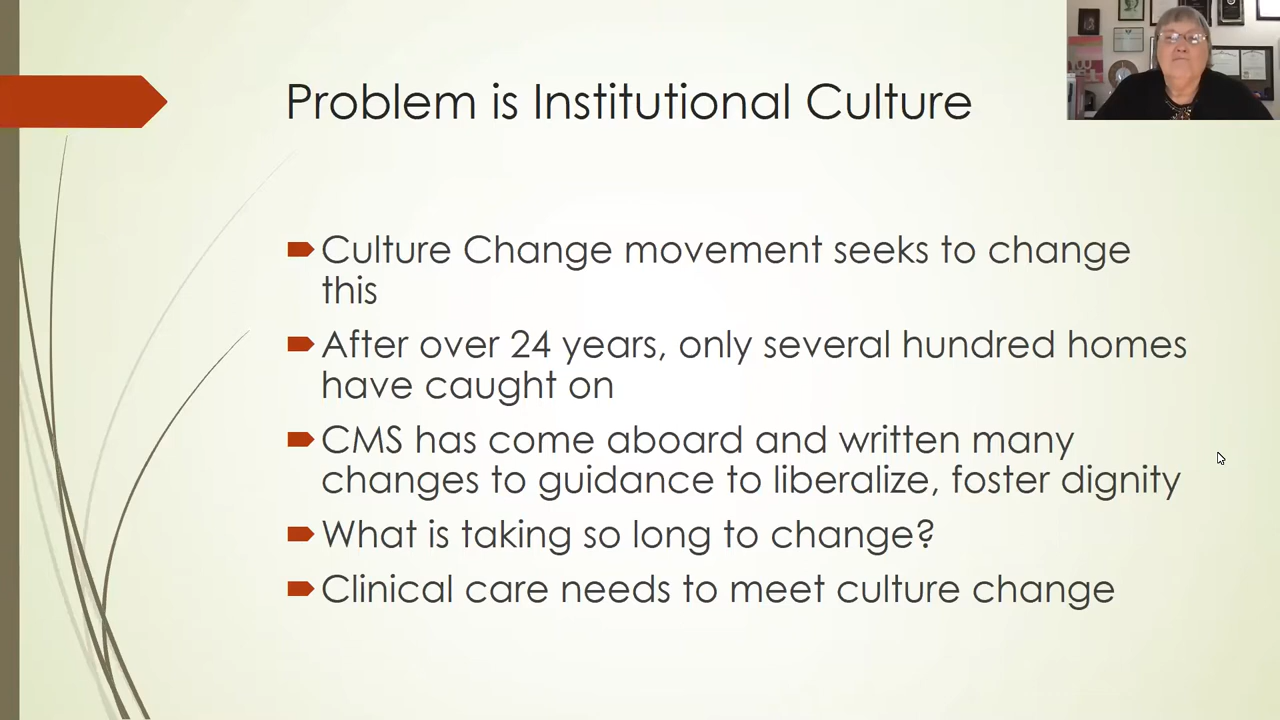 Problem is Institutional Culture
Culture Change movement seeks to change
this
After over 24 years, only several hundred homes
have caught on
CMS has come aboard and written many
changes to guidance to liberalize, foster dignity
What is taking so long to change?
Clinical care needs to meet culture change